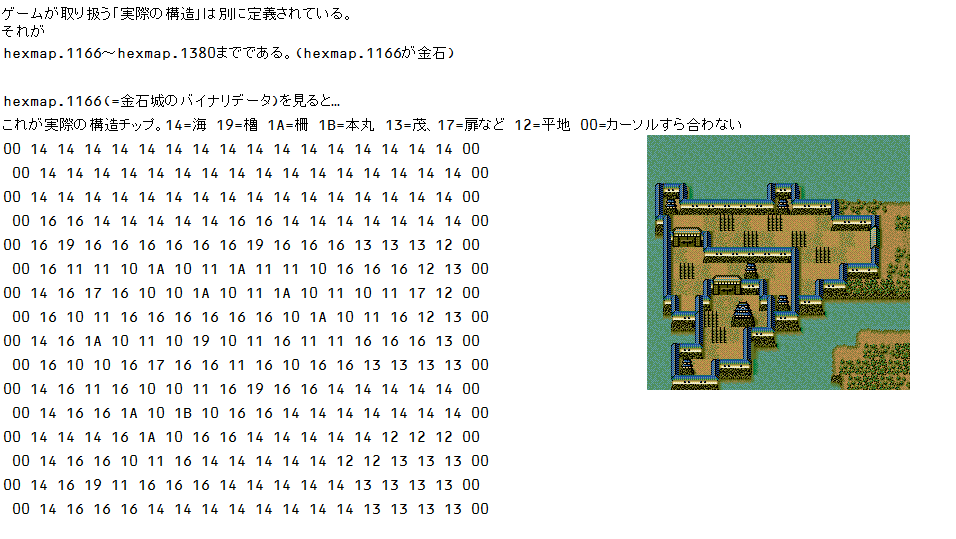 ゲームが取り扱う「実際の構造」は別に定義されている。
それが
hexmap.1166～hexmap.1380までである。(hexmap.1166が金石)
hexmap.1166(=金石城のバイナリデータ)を見ると…
これが実際の構造チップ。14=海 19=櫓 1A=柵 1B=本丸 13=茂、17=扉など 12=平地 00=カーソルすら合わない
00 14 14 14 14 14 14 14 14 14 14 14 14 14 14 14 14 00
00 14 14 14 14 14 14 14 14 14 14 14 14 14 14 14 14 00
00 14 14 14 14 14 14 14 14 14 14 14 14 14 14 14 14 00
00 16 16 14 14 14 14 14 16 16 14 14 14 14 14 14 14 00
00 16 19 16 16 16 16 16 16 19 16 16 16 13 13 13 12 00
00 16 11 11 10 1A 10 11 1A 11 11 10 16 16 16 12 13 00
00 14 16 17 16 10 10 1A 10 11 1A 10 11 10 11 17 12 00
00 16 10 11 16 16 16 16 16 16 10 1A 10 11 16 12 13 00
00 14 16 1A 10 11 10 19 10 11 16 11 11 16 16 16 13 00
00 16 10 10 16 17 16 16 11 16 10 16 16 13 13 13 13 00
00 14 16 11 16 10 10 11 16 19 16 16 14 14 14 14 14 00
00 14 16 16 1A 10 1B 10 16 16 14 14 14 14 14 14 14 00
00 14 14 14 16 1A 10 16 16 14 14 14 14 14 12 12 12 00
00 14 16 16 10 11 16 14 14 14 14 14 12 12 13 13 13 00
00 14 16 19 11 16 16 16 14 14 14 14 14 13 13 13 13 00
00 14 16 16 16 14 14 14 14 14 14 14 14 13 13 13 13 00